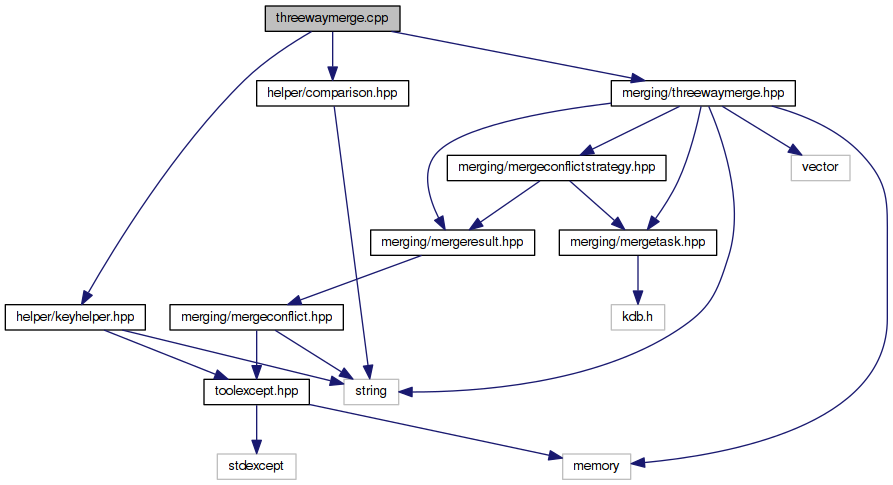 threewaymerge.cpp
helper/comparison.hpp
merging/threewaymerge.hpp
merging/mergeconflictstrategy.hpp
vector
merging/mergeresult.hpp
merging/mergetask.hpp
helper/keyhelper.hpp
merging/mergeconflict.hpp
kdb.h
toolexcept.hpp
string
stdexcept
memory